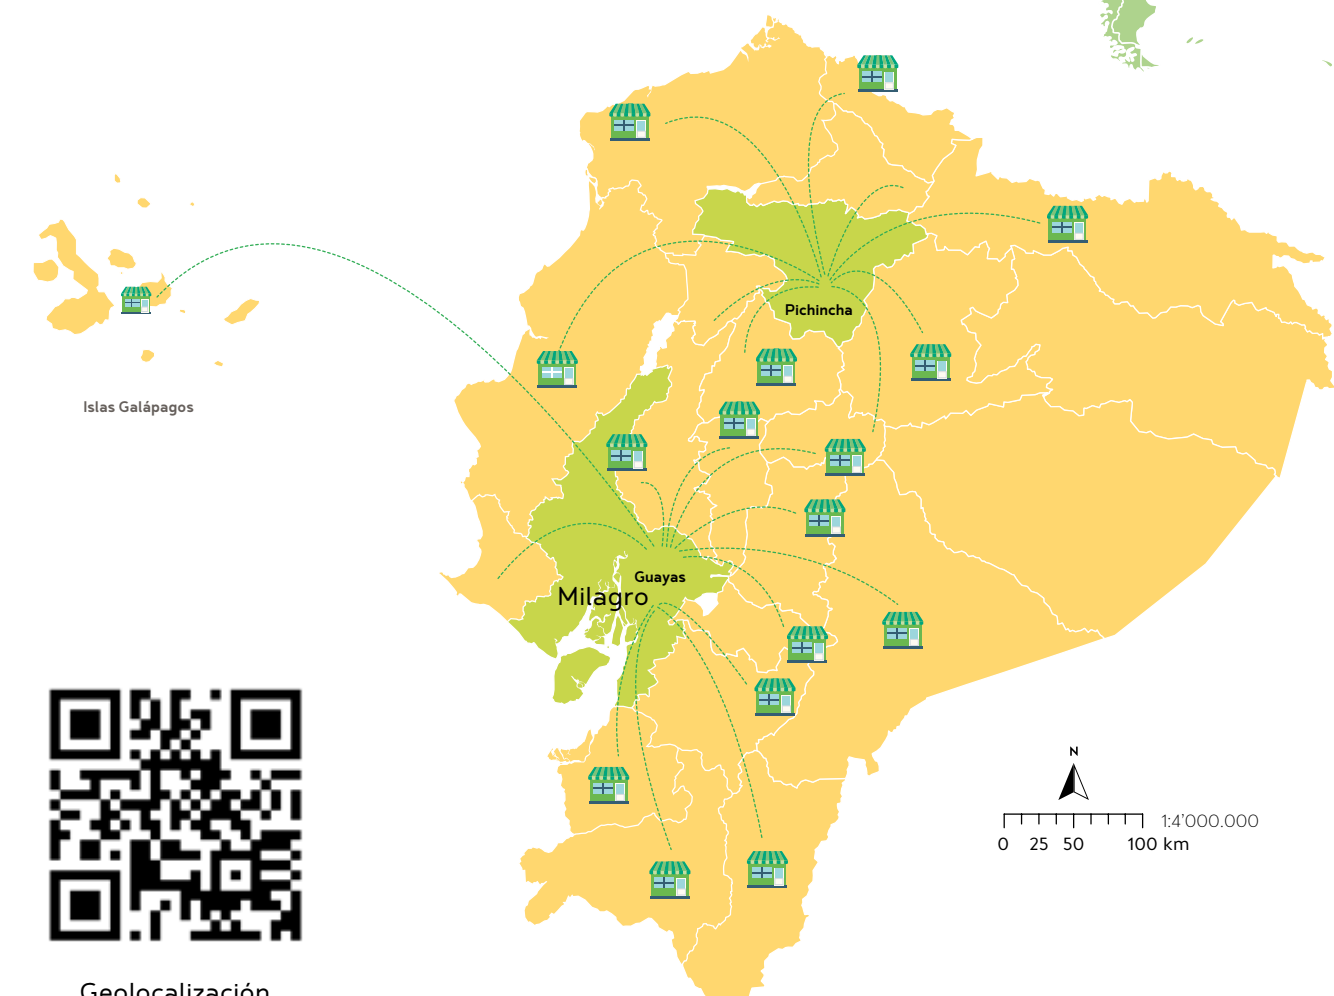 Pichincha
Islas Galápagos
Guayas
Milagro
N
1:4'000.000
0 25 50 100 km
Geolocalización